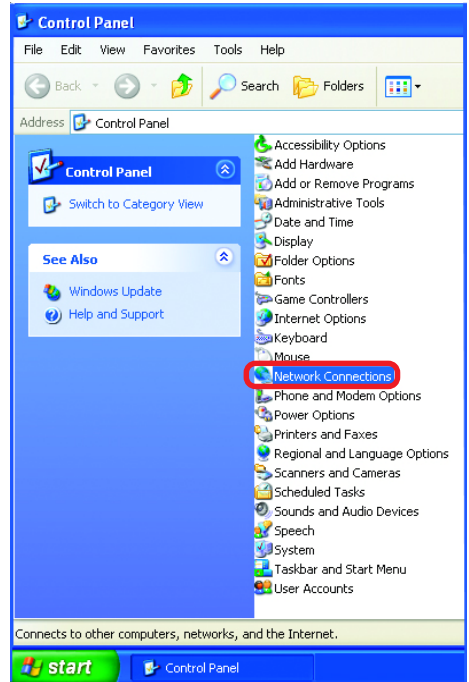 Control Panel
File Edit View Favorites Tools Help
Back Search Folders
Address Control Panel
Control Panel
Switch to Category View
See Also
Windows Update
Help and Support
Accessibility Options
Add Hardware
Add or Remove Programs
Administrative Tools
Date and Time
Display
Folder Options
Fonts
Game Controllers
Internet Options
Keyboard
Mouse
Network Connections
Phone and Modem Options
Power Options
Printers and Faxes
Regional and Language Options
Scanners and Cameras
Scheduled Tasks
Sounds and Audio Devices
Speech
System
Taskbar and Start Menu
User Accounts
Connects to other computers, networks, and the Internet.
start Control Panel